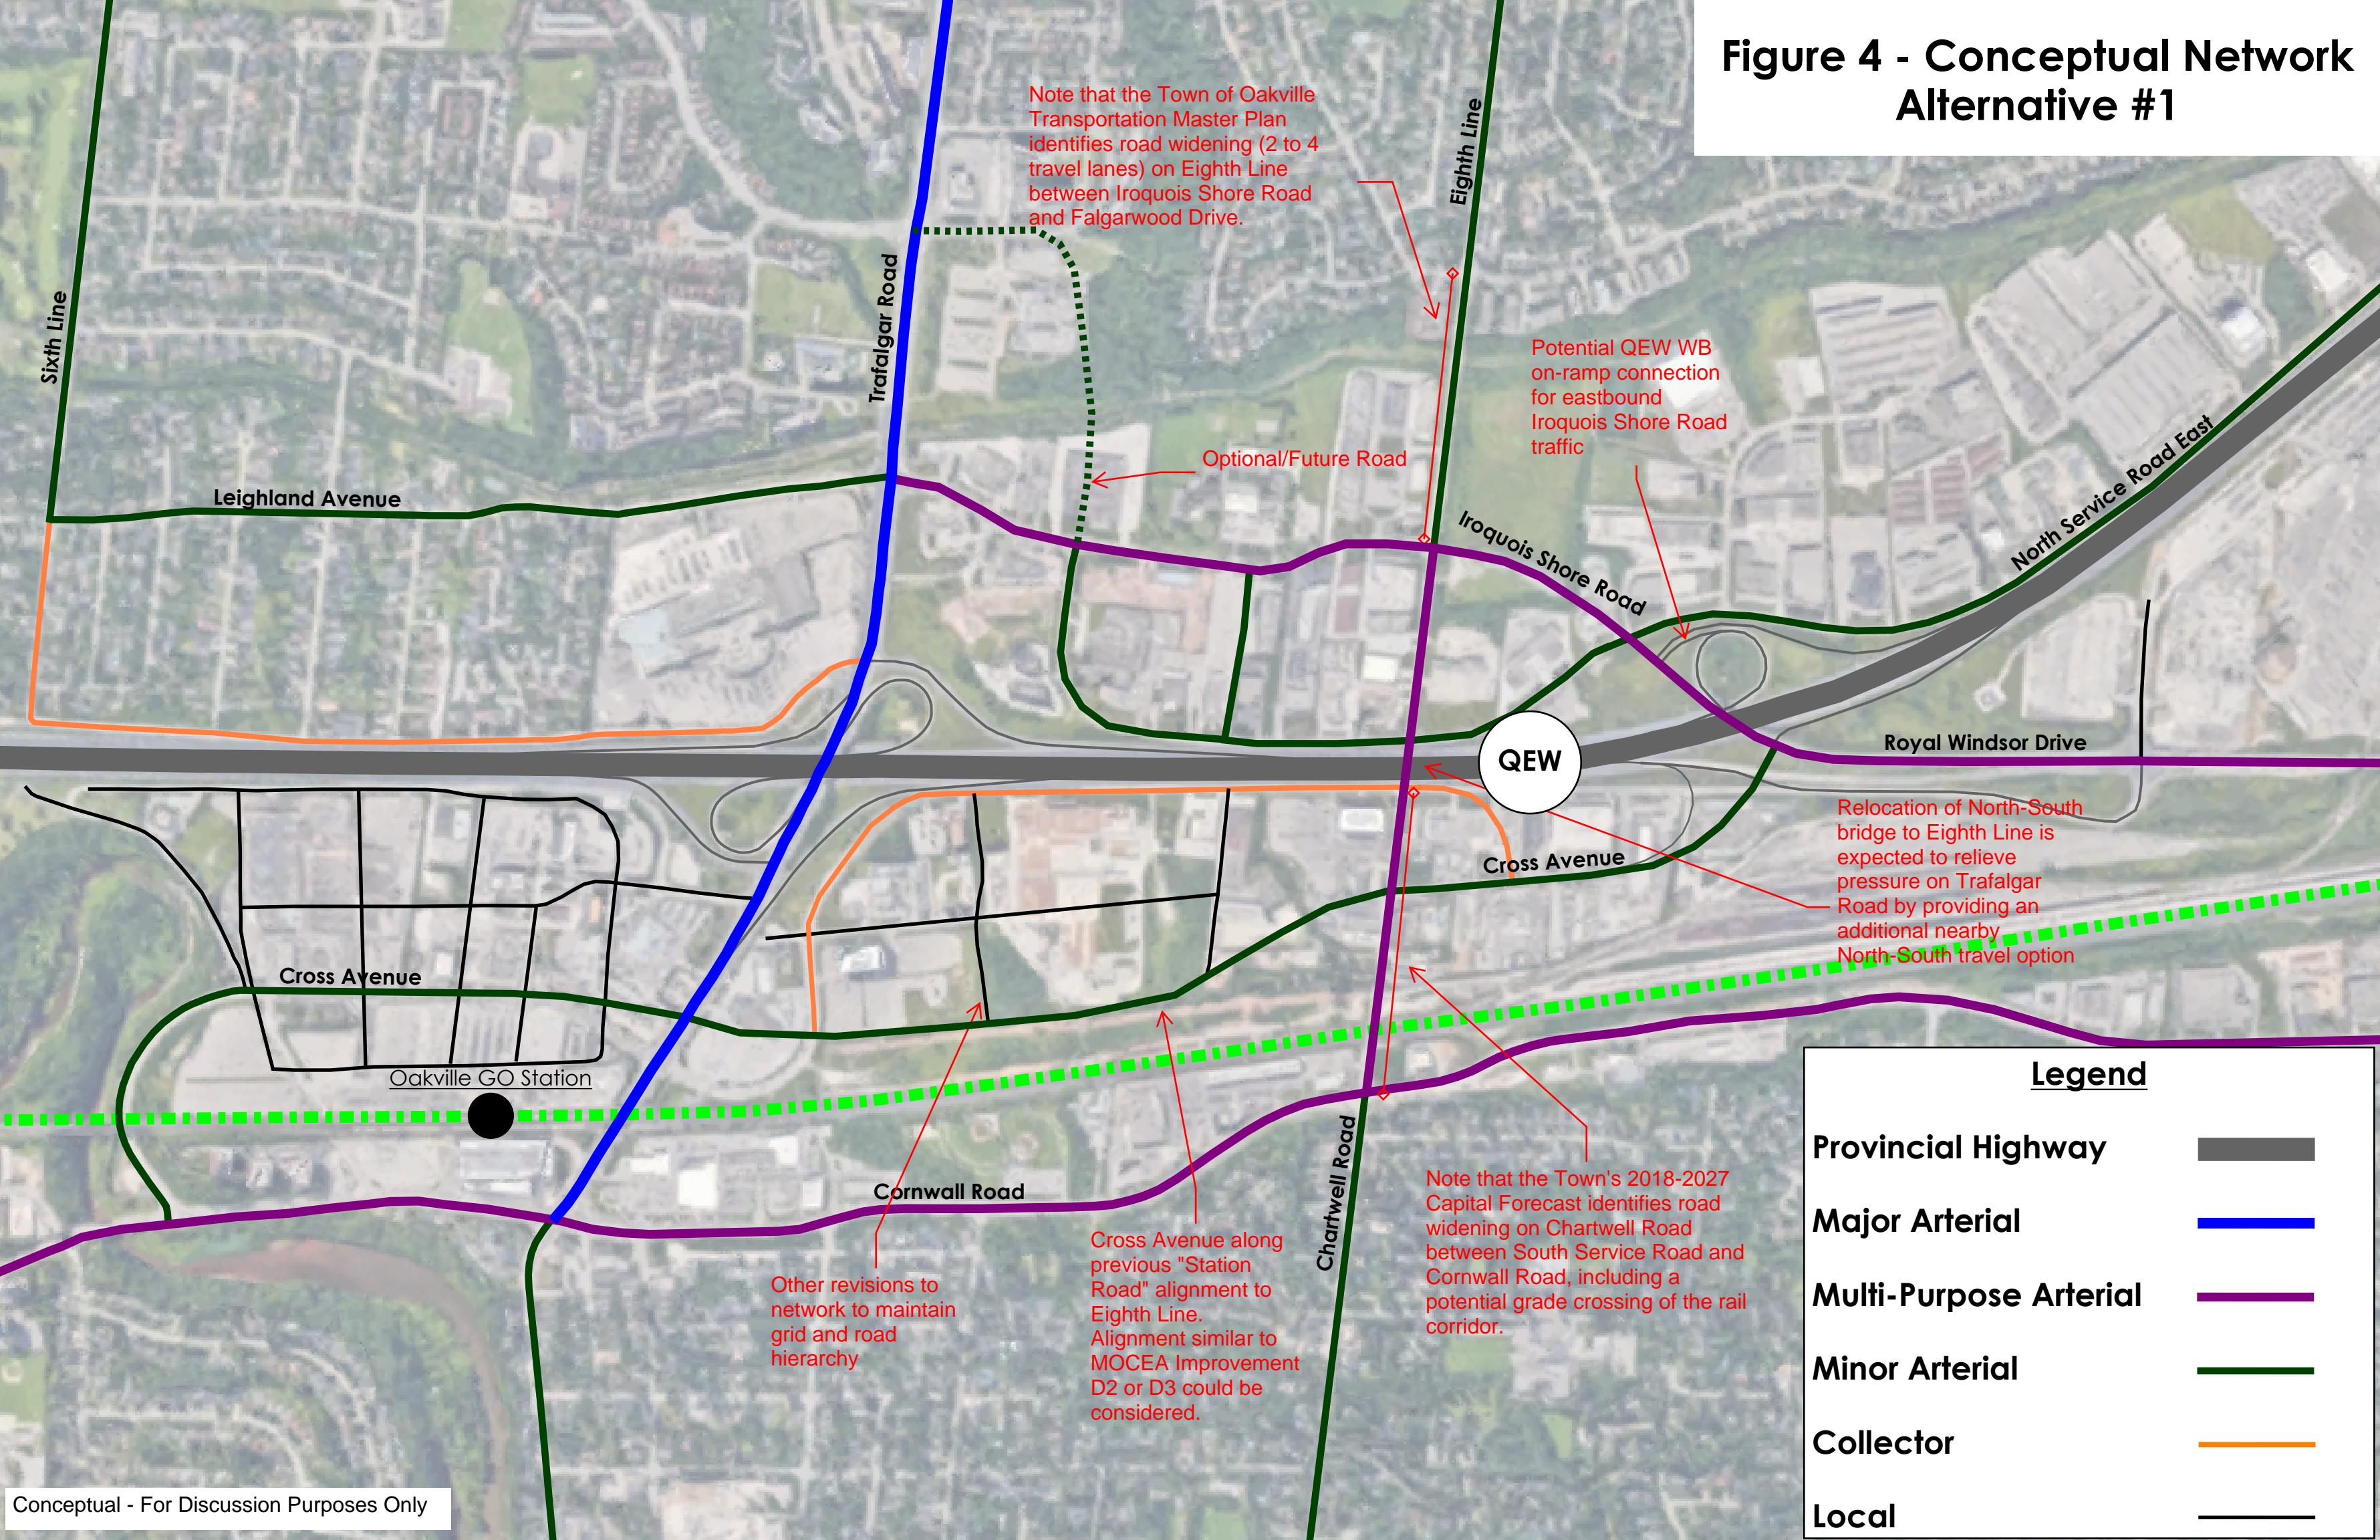 Figure 4 - Conceptual Network
Alternative #1
Note that the Town of Oakville
Transportation Master Plan
identifies road widening (2 to 4
travel lanes) on Eighth Line
between Iroquois Shore Road
and Falgarwood Drive.
Eighth Line
Sixth Line
Trafalgar Road
Potential QEW WB
on-ramp connection
for eastbound
Iroquois Shore Road
traffic
Optional/Future Road
Leighland Avenue
Iroquois Shore Road
North Service Road East
QEW
Royal Windsor Drive
Relocation of North-South
bridge to Eighth Line is
expected to relieve
pressure on Trafalgar
Road by providing an
additional nearby
North-South travel option
Cross Avenue
Cross Avenue
Oakville GO Station
Cornwall Road
Chartwell Road
Other revisions to
network to maintain
grid and road
hierarchy
Cross Avenue along
previous "Station
Road" alignment to
Eighth Line.
Alignment similar to
MOCEA Improvement
D2 or D3 could be
considered.
Note that the Town's 2018-2027
Capital Forecast identifies road
widening on Chartwell Road
between South Service Road and
Cornwall Road, including a
potential grade crossing of the rail
corridor.
Legend
Provincial Highway
Major Arterial
Multi-Purpose Arterial
Minor Arterial
Collector
Local
Conceptual - For Discussion Purposes Only